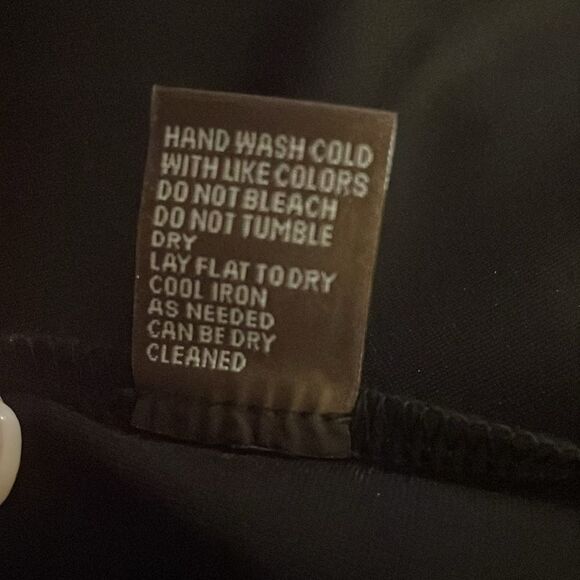 HAND WASH COLD
WITH LIKE COLORS
DO NOT BLEACH
DO NOT TUMBLE
DRY
LAY FLAT TO DRY
COOL IRON
AS NEEDED
CAN BE DRY
CLEANED